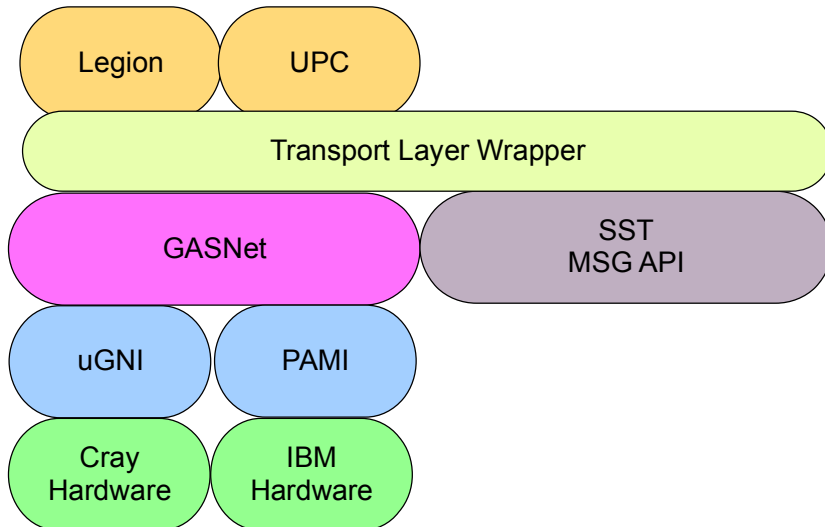 Legion
UPC
Transport Layer Wrapper
GASNet
SST
MSG API
uGNI
PAMI
Cray
Hardware
IBM
Hardware